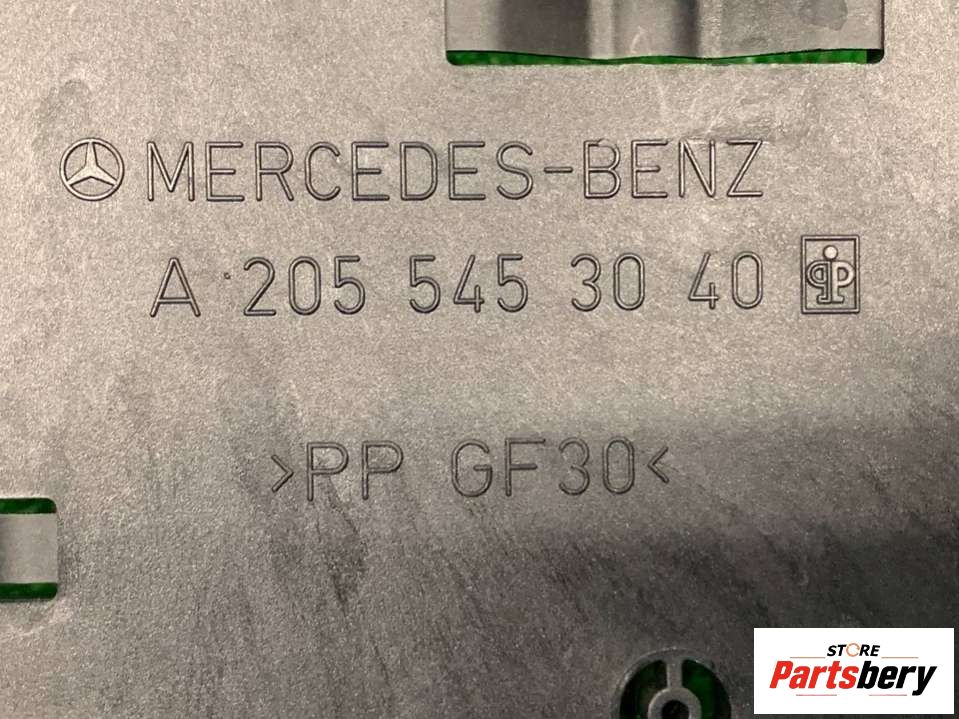 MERCEDES-BENZ
A 205 545 30 40
>PP GF30<
STORE
Partsbery